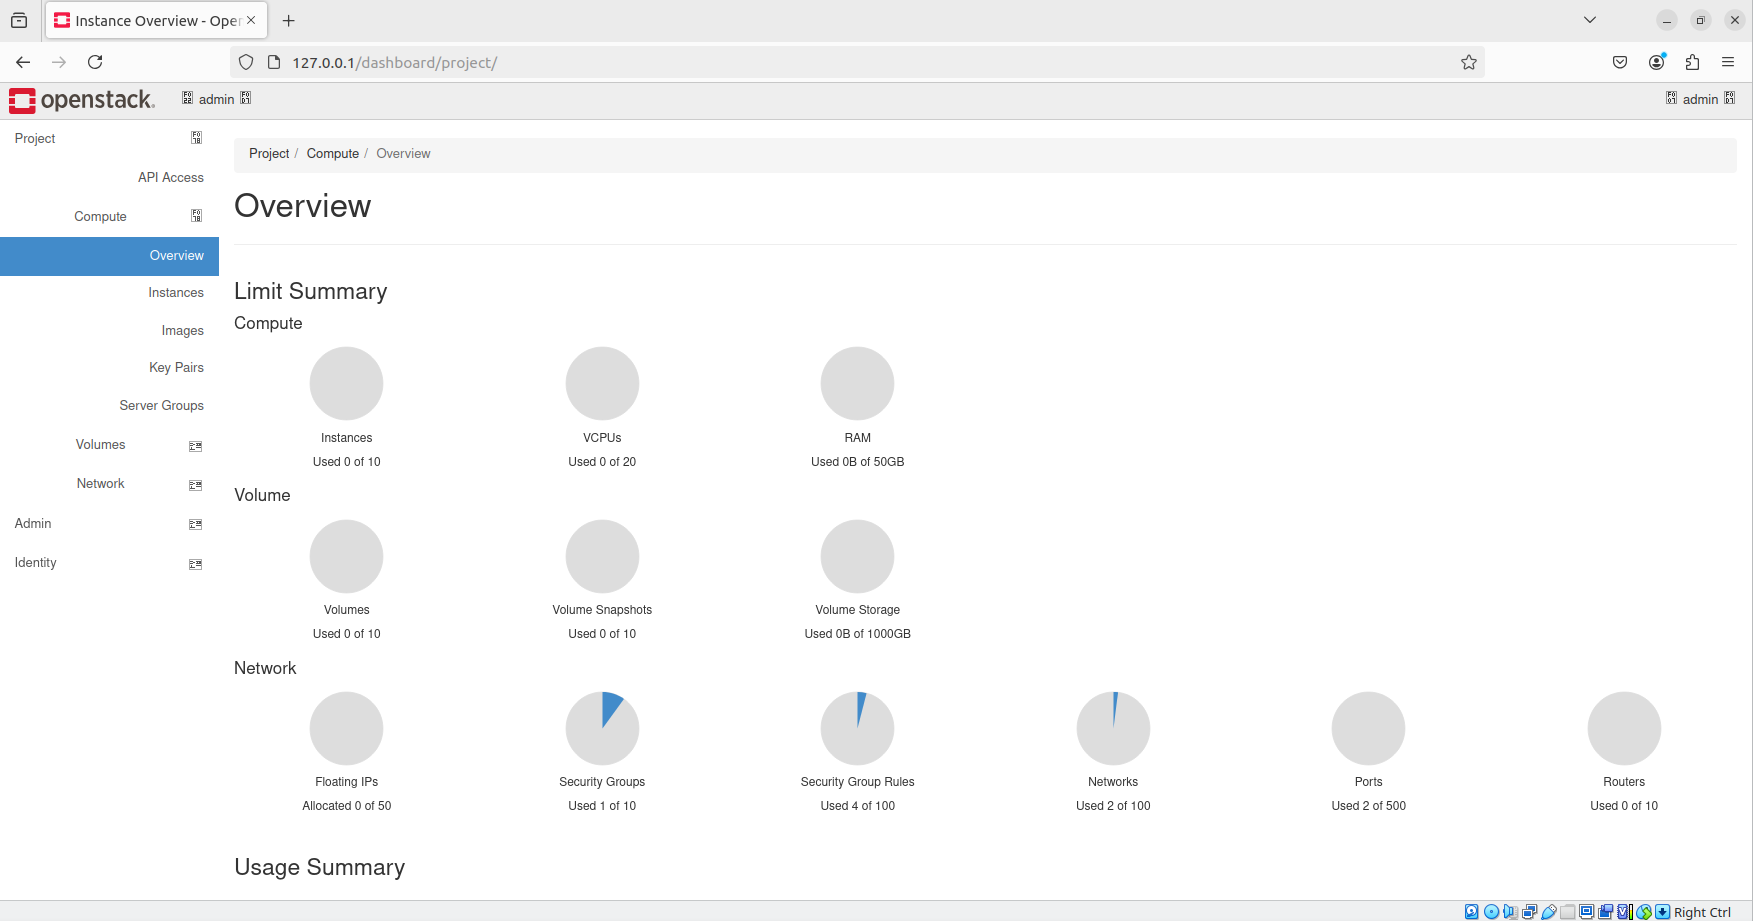 Instance Overview - Oper
127.0.0.1/dashboard/project/
openstack. admin admin
Project
API Access
Compute
Overview
Instances
Images
Key Pairs
Server Groups
Volumes
Network
Admin
Identity
Project / Compute / Overview
Overview
Limit Summary
Compute
Instances VCPUs RAM
Used 0 of 10 Used 0 of 20 Used 0B of 50GB
Volume
Volumes Volume Snapshots Volume Storage
Used 0 of 10 Used 0 of 10 Used 0B of 1000GB
Network
Floating IPs Security Groups Security Group Rules Networks Ports Routers
Allocated 0 of 50 Used 1 of 10 Used 4 of 100 Used 2 of 100 Used 2 of 500 Used 0 of 10
Usage Summary
Right Ctrl